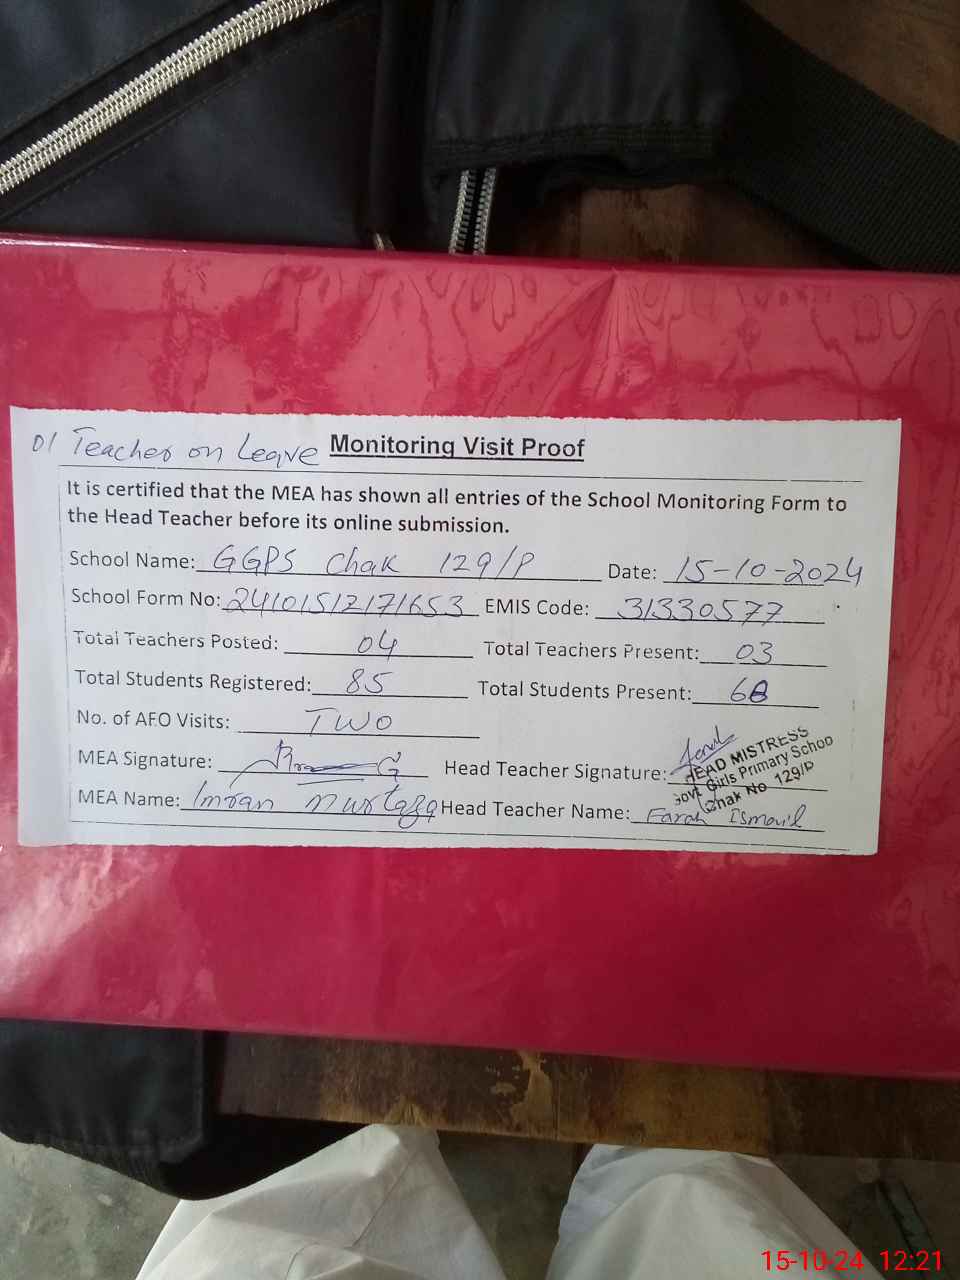 01 Teacher on Leave Monitoring Visit Proof
It is certified that the MEA has shown all entries of the School Monitoring Form to
the Head Teacher before its online submission.
School Name: GGPS Chak 129/P Date: 15-10-2024
School Form No: 24101512171653 EMIS Code: 31330577
Total Teachers Posted: 04 Total Teachers Present: 03
Total Students Registered: 85 Total Students Present: 68
No. of AEO Visits: TWO
MEA Signature: Head Teacher Signature:
HEAD MISTRESS
Govt Girls Primary School
Chak No 129/P
MEA Name: Imran Murtaza Head Teacher Name: Farah Ismail
15-10-24 12:21